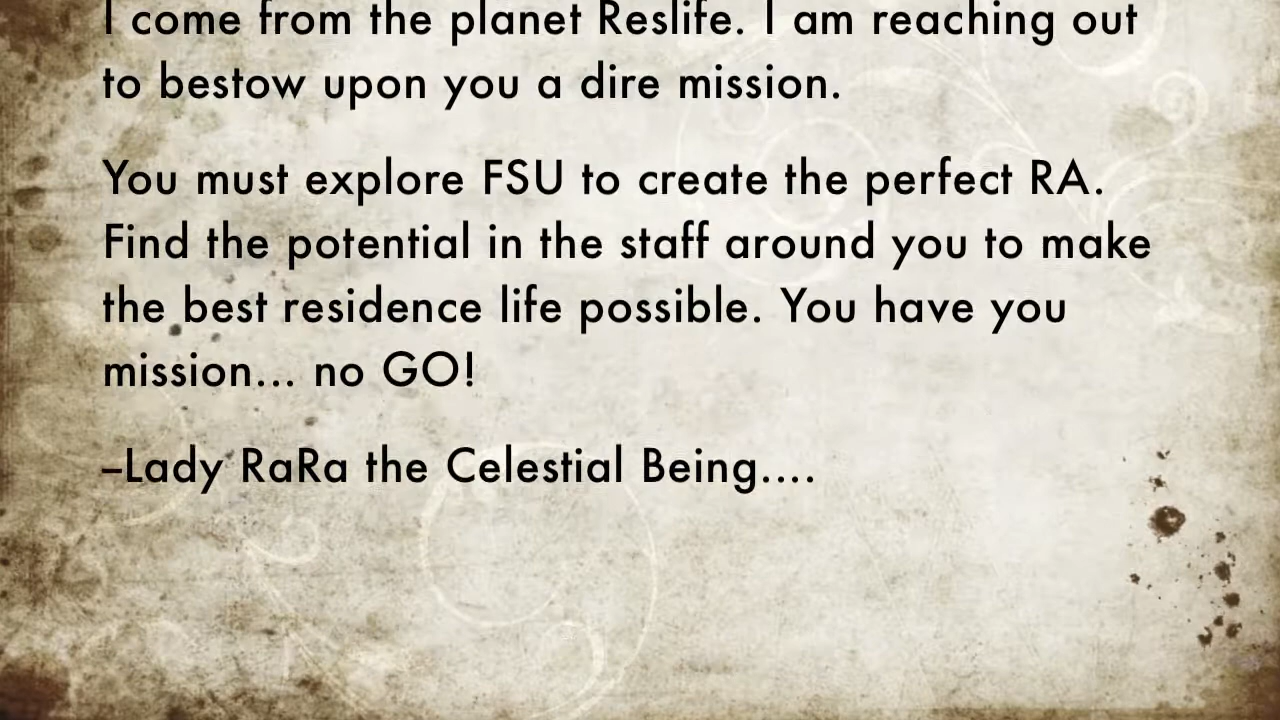 I come from the planet Reslife. I am reaching out
to bestow upon you a dire mission.
You must explore FSU to create the perfect RA.
Find the potential in the staff around you to make
the best residence life possible. You have you
mission... no GO!
–Lady RaRa the Celestial Being....